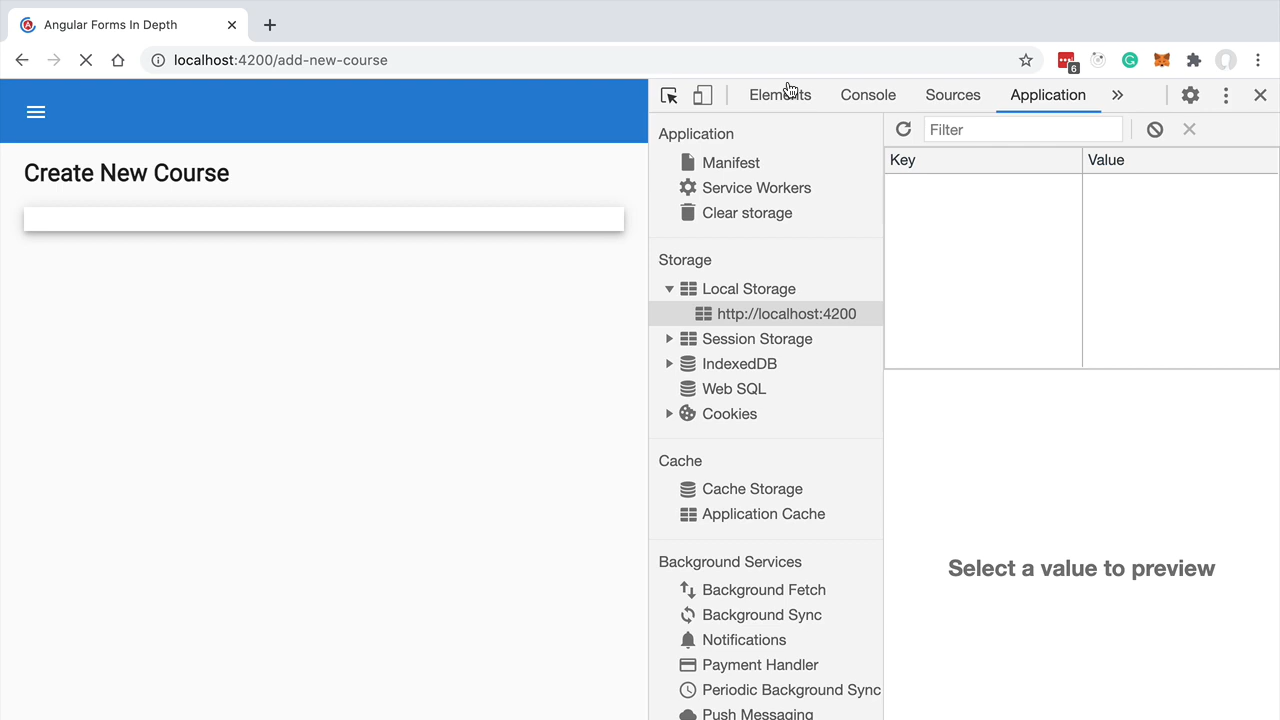 Angular Forms In Depth
localhost:4200/add-new-course
6
Elements
Console
Sources
Application
Create New Course
Application
Manifest
Service Workers
Clear storage
Storage
Local Storage
http://localhost:4200
Session Storage
IndexedDB
Web SQL
Cookies
Cache
Cache Storage
Application Cache
Background Services
Background Fetch
Background Sync
Notifications
Payment Handler
Periodic Background Sync
Push Messaging
Filter
Key
Value
Select a value to preview